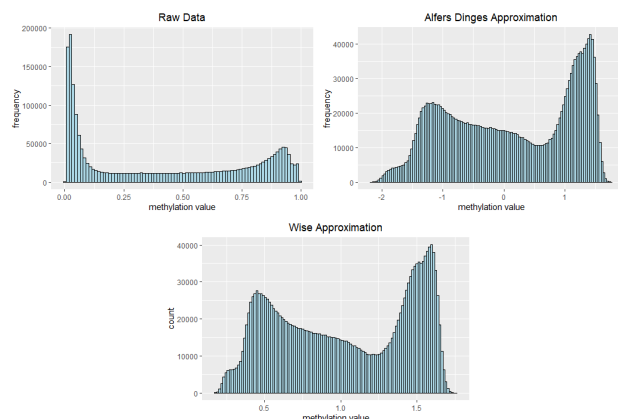 Raw Data
200000
150000
100000
50000
0
frequency
0.00 0.25 0.50 0.75 1.00
methylation value
Alfers Dinges Approximation
40000
30000
20000
10000
0
frequency
-2 -1 0 1
methylation value
Wise Approximation
40000
30000
20000
10000
0
count
0.5 1.0 1.5
methylation value